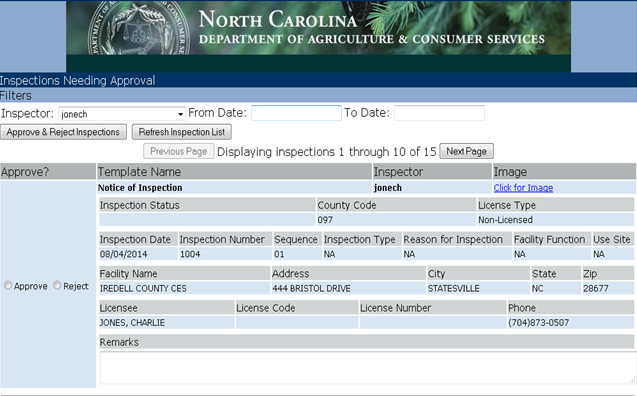 NORTH CAROLINA
DEPARTMENT OF AGRICULTURE & CONSUMER SERVICES
Inspections Needing Approval
Filters
Inspector: jonech From Date: To Date:
Approve & Reject Inspections Refresh Inspection List
Previous Page Displaying inspections 1 through 10 of 15 Next Page
Approve? Template Name Inspector Image
Notice of Inspection jonech Click for Image
Inspection Status County Code License Type
097 Non-Licensed
Inspection Date Inspection Number Sequence Inspection Type Reason for Inspection Facility Function Use Site
08/04/2014 1004 01 NA NA NA NA
Facility Name Address City State Zip
Approve Reject IREDELL COUNTY CES 444 BRISTOL DRIVE STATESVILLE NC 28677
Licensee License Code License Number Phone
JONES, CHARLIE (704)873-0507
Remarks